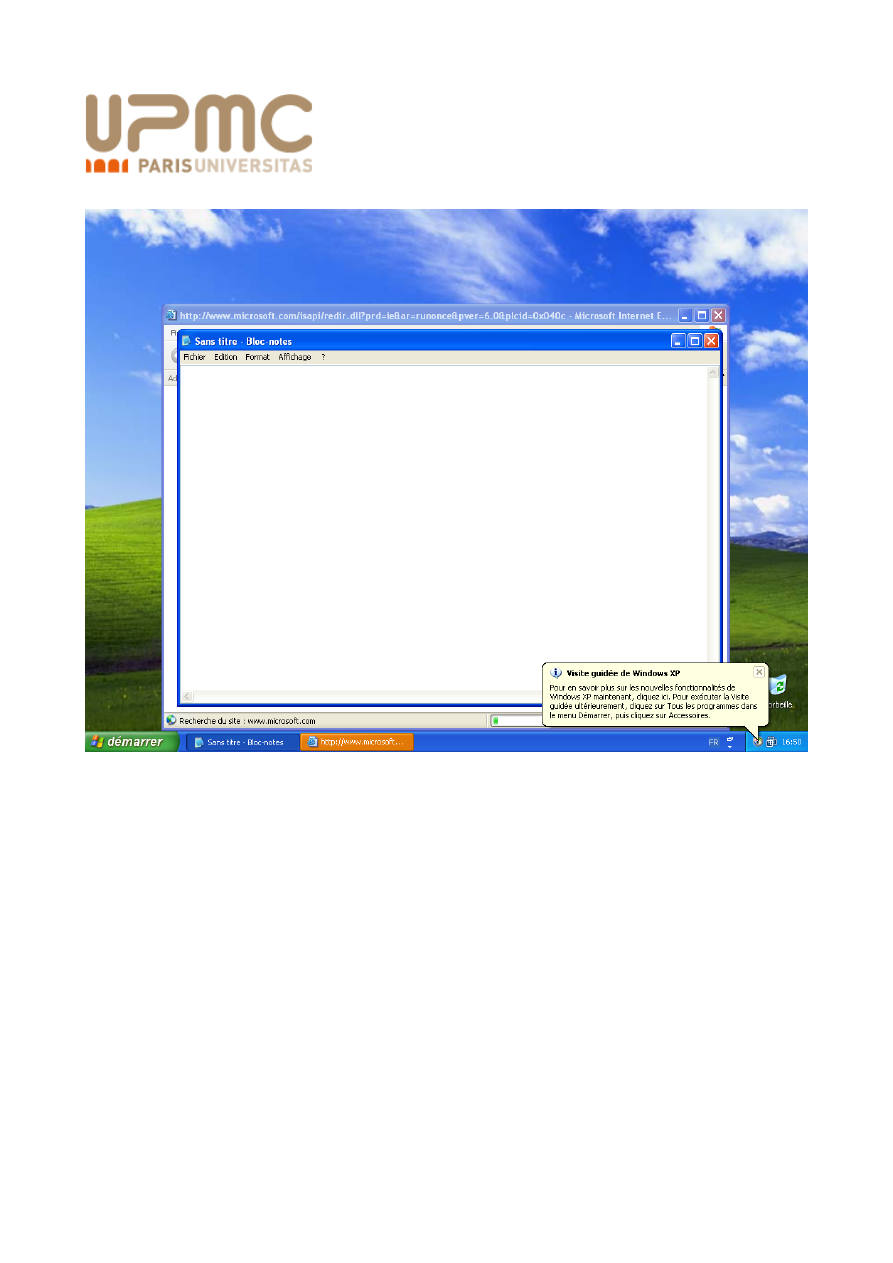 UPMC
PARISUNIVERSITAS
http://www.microsoft.com/isapi/redir.dll?prd=ie&ar=runonce&pver=6.0&plcid=0x040c - Microsoft Internet E...
Sans titre - Bloc-notes
Fichier Edition Format Affichage ?
Ad
Visite guidée de Windows XP
Pour en savoir plus sur les nouvelles fonctionnalités de
Windows XP maintenant, cliquez ici. Pour exécuter la Visite
guidée ultérieurement, cliquez sur Tous les programmes dans
le menu Démarrer, puis cliquez sur Accessoires.
orbeille
Recherche du site : www.microsoft.com
démarrer Sans titre - Bloc-notes http://www.microsoft... FR 16:50